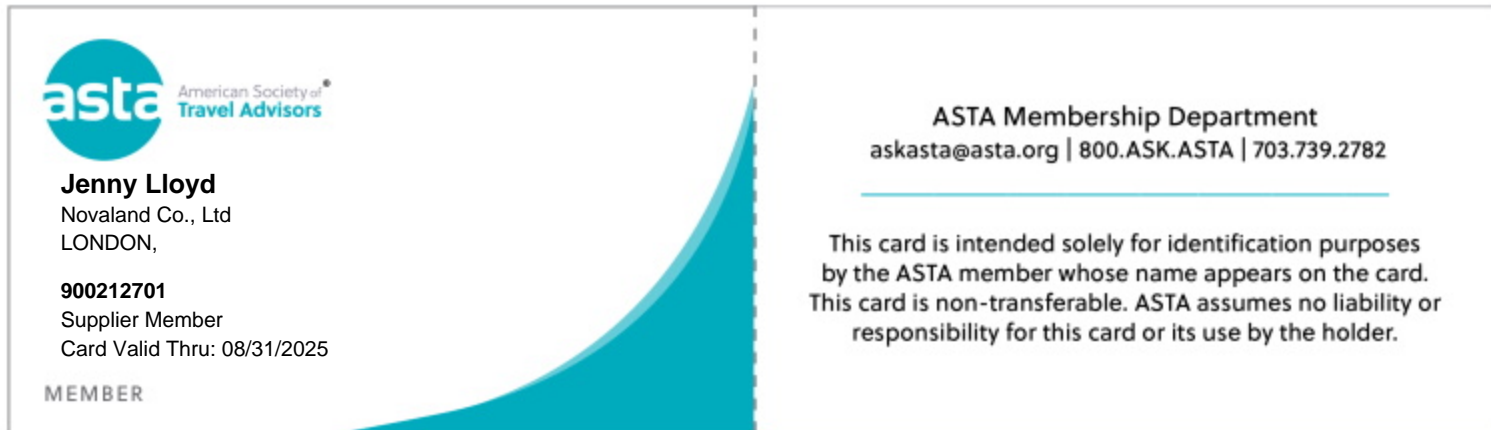 asta
American Society of®
Travel Advisors
Jenny Lloyd
Novaland Co., Ltd
LONDON,
900212701
Supplier Member
Card Valid Thru: 08/31/2025
MEMBER
ASTA Membership Department
askasta@asta.org | 800.ASK.ASTA | 703.739.2782
This card is intended solely for identification purposes
by the ASTA member whose name appears on the card.
This card is non-transferable. ASTA assumes no liability or
responsibility for this card or its use by the holder.